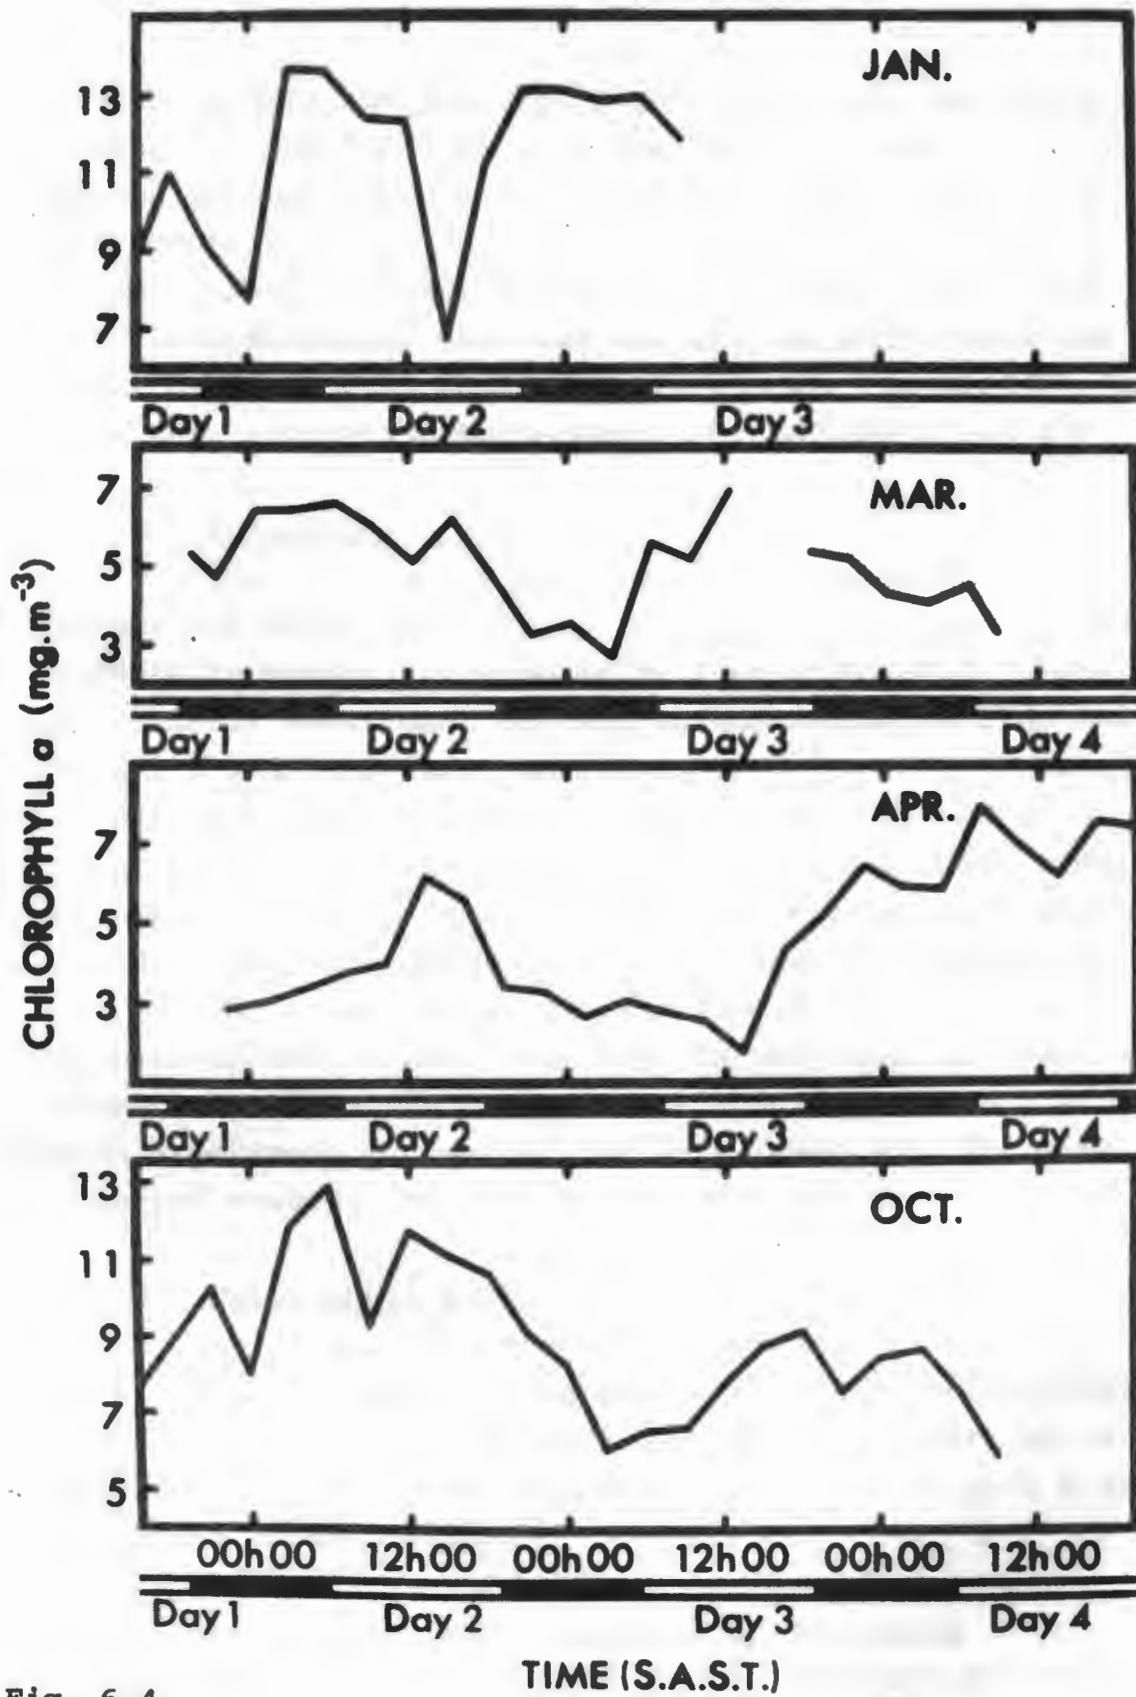 JAN.
13
11
9
7
Day 1 Day 2 Day 3
MAR.
7
5
3
Day 1 Day 2 Day 3 Day 4
APR.
7
5
3
Day 1 Day 2 Day 3 Day 4
OCT.
13
11
9
7
5
00h00 12h00 00h00 12h00 00h00 12h00
Day 1 Day 2 Day 3 Day 4
TIME (S.A.S.T.)
CHLOROPHYLL a (mg.m⁻³)
Fig. 6.4